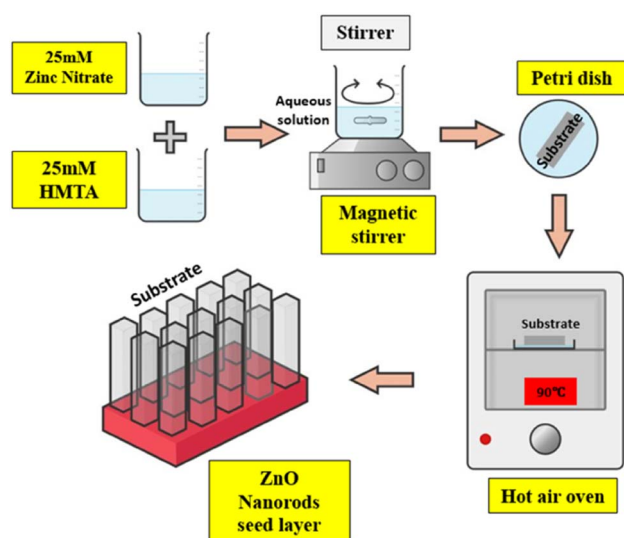 25mM
Zinc Nitrate
25mM
HMTA
Stirrer
Aqueous
solution
Magnetic
stirrer
Petri dish
Substrate
Substrate
90℃
Hot air oven
Substrate
ZnO
Nanorods
seed layer